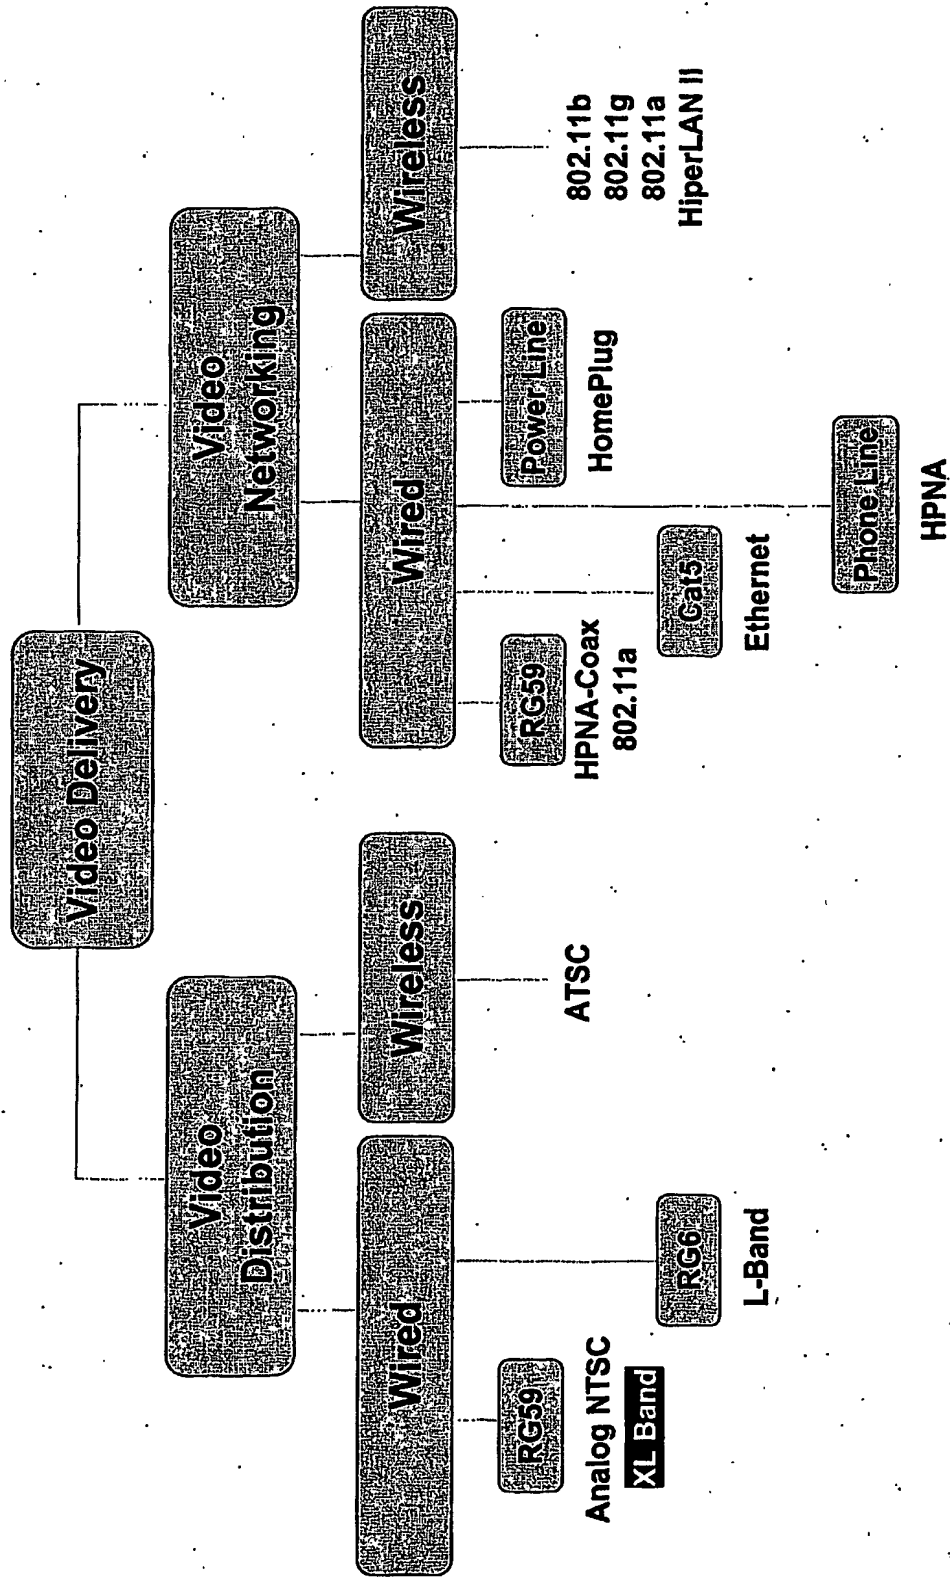 Video Delivery
Video
Distribution
Video
Networking
Wired
Wireless
Wired
Wireless
RG59
Analog NTSC
XL Band
RG6
L-Band
ATSC
RG59
HPNA-Coax
802.11a
Cat5
Ethernet
Phone Line
HPNA
Power Line
HomePlug
802.11b
802.11g
802.11a
HiperLAN II